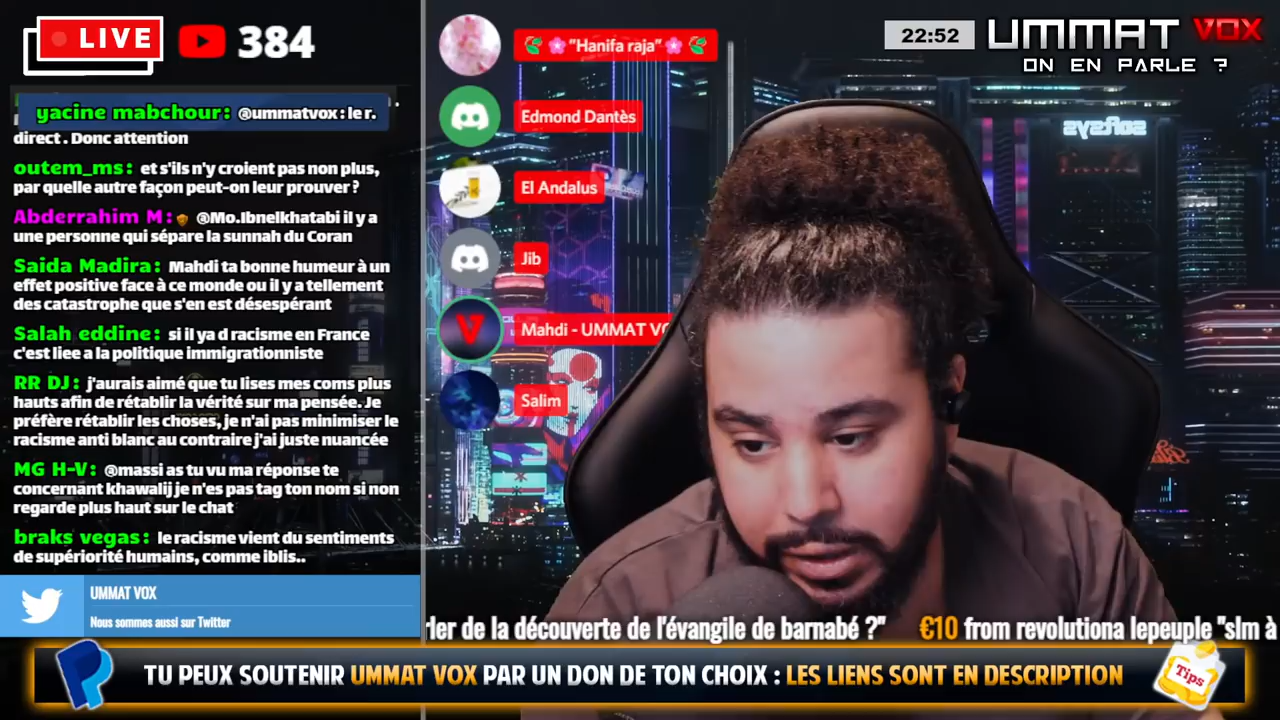 LIVE
384
yacine mabchour: @ummatvox : le r.
direct . Donc attention
outem_ms: et s'ils n'y croient pas non plus,
par quelle autre façon peut-on leur prouver ?
Abderrahim M: @Mo.Ibnelkhatabi il y a
une personne qui sépare la sunnah du Coran
Saida Madira: Mahdi ta bonne humeur à un
effet positive face à ce monde ou il y a tellement
des catastrophe que s'en est désespérant
Salah eddine: si il ya d racisme en France
c'est liee a la politique immigrationniste
RR DJ: j'aurais aimé que tu lises mes coms plus
hauts afin de rétablir la vérité sur ma pensée. Je
préfère rétablir les choses, je n'ai pas minimiser le
racisme anti blanc au contraire j'ai juste nuancée
MG H-V: @massi as tu vu ma réponse te
concernant khawalij je n'es pas tag ton nom si non
regarde plus haut sur le chat
braks vegas: le racisme vient du sentiments
de supériorité humains, comme iblis..
UMMAT VOX
Nous sommes aussi sur Twitter
"Hanifa raja"
Edmond Dantès
El Andalus
Jib
Mahdi - UMMAT VO
Salim
22:52
UMMAT VOX
ON EN PARLE ?
softsys
rler de la découverte de l'évangile de barnabé ?" €10 from revolutiona lepeuple "slm à
TU PEUX SOUTENIR UMMAT VOX PAR UN DON DE TON CHOIX : LES LIENS SONT EN DESCRIPTION
Tips